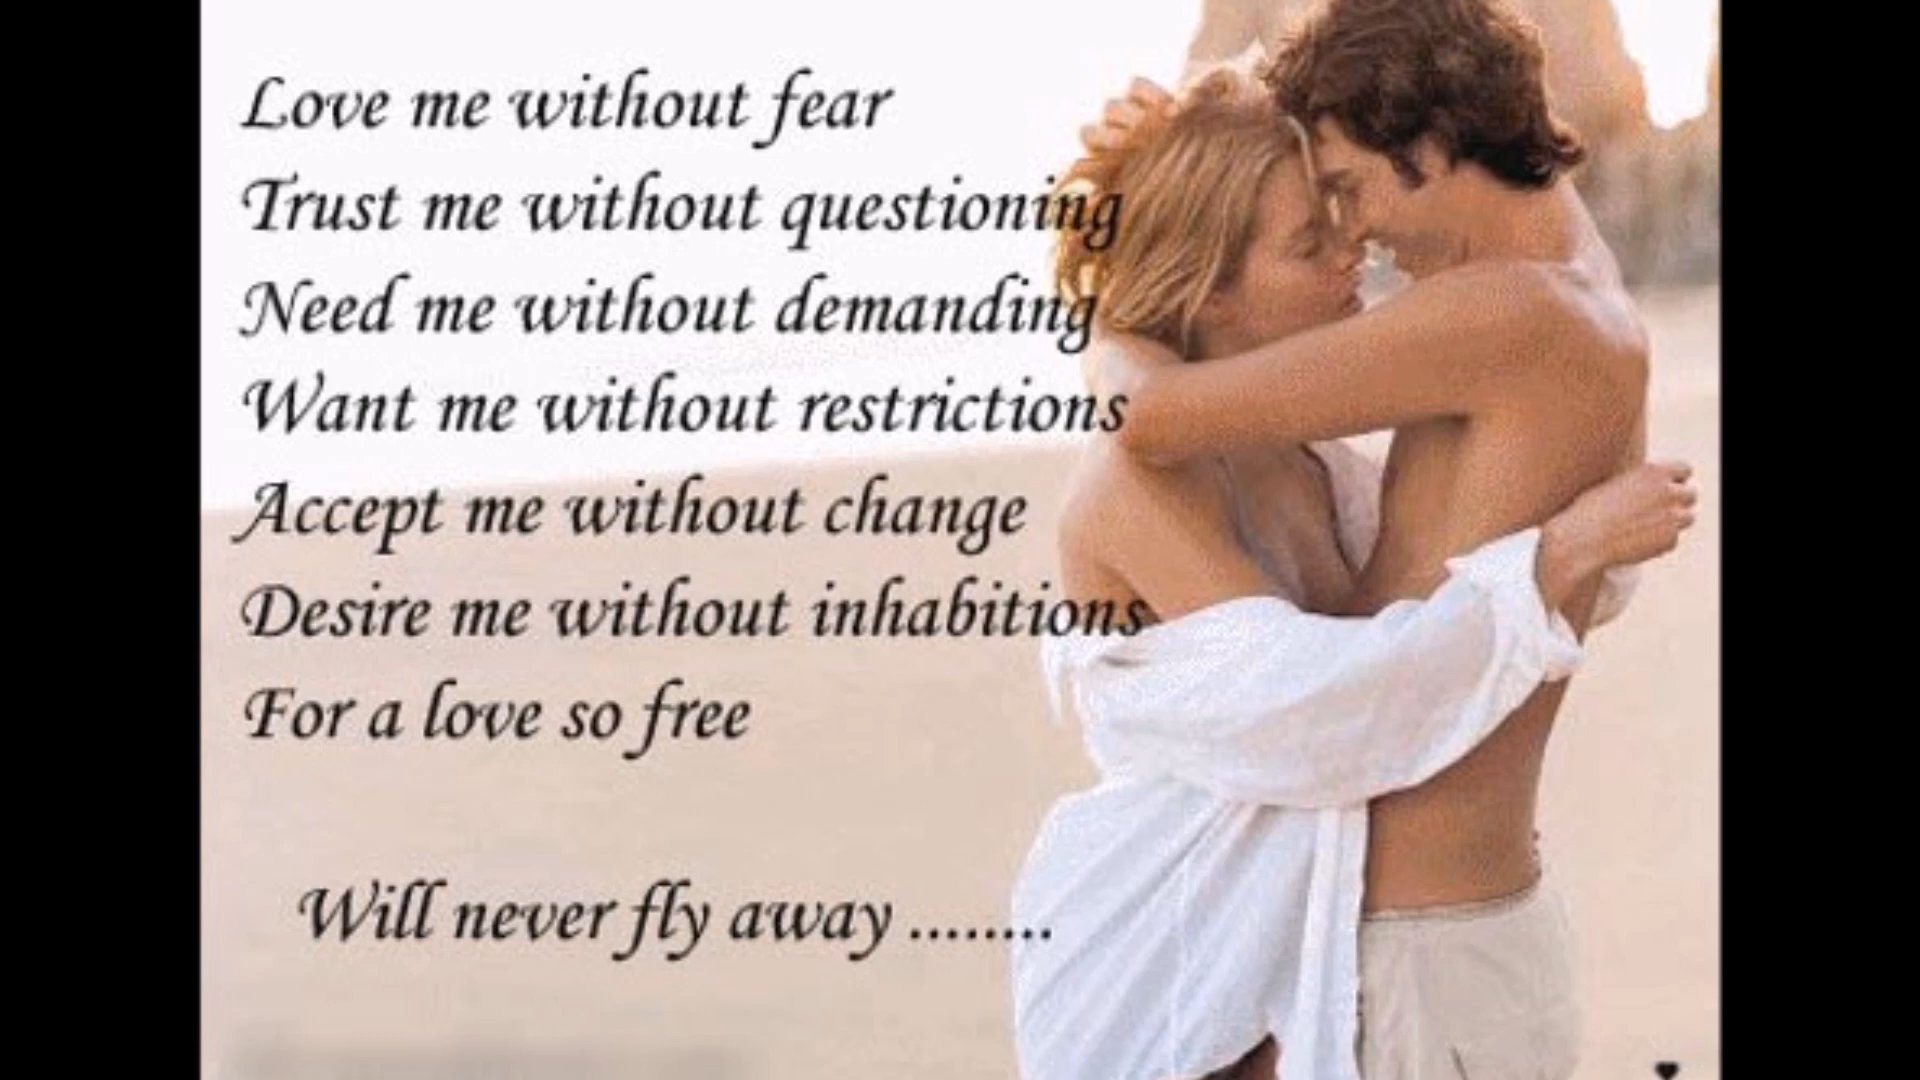 Love me without fear
Trust me without questioning
Need me without demanding
Want me without restrictions
Accept me without change
Desire me without inhabitions
For a love so free
Will never fly away ........